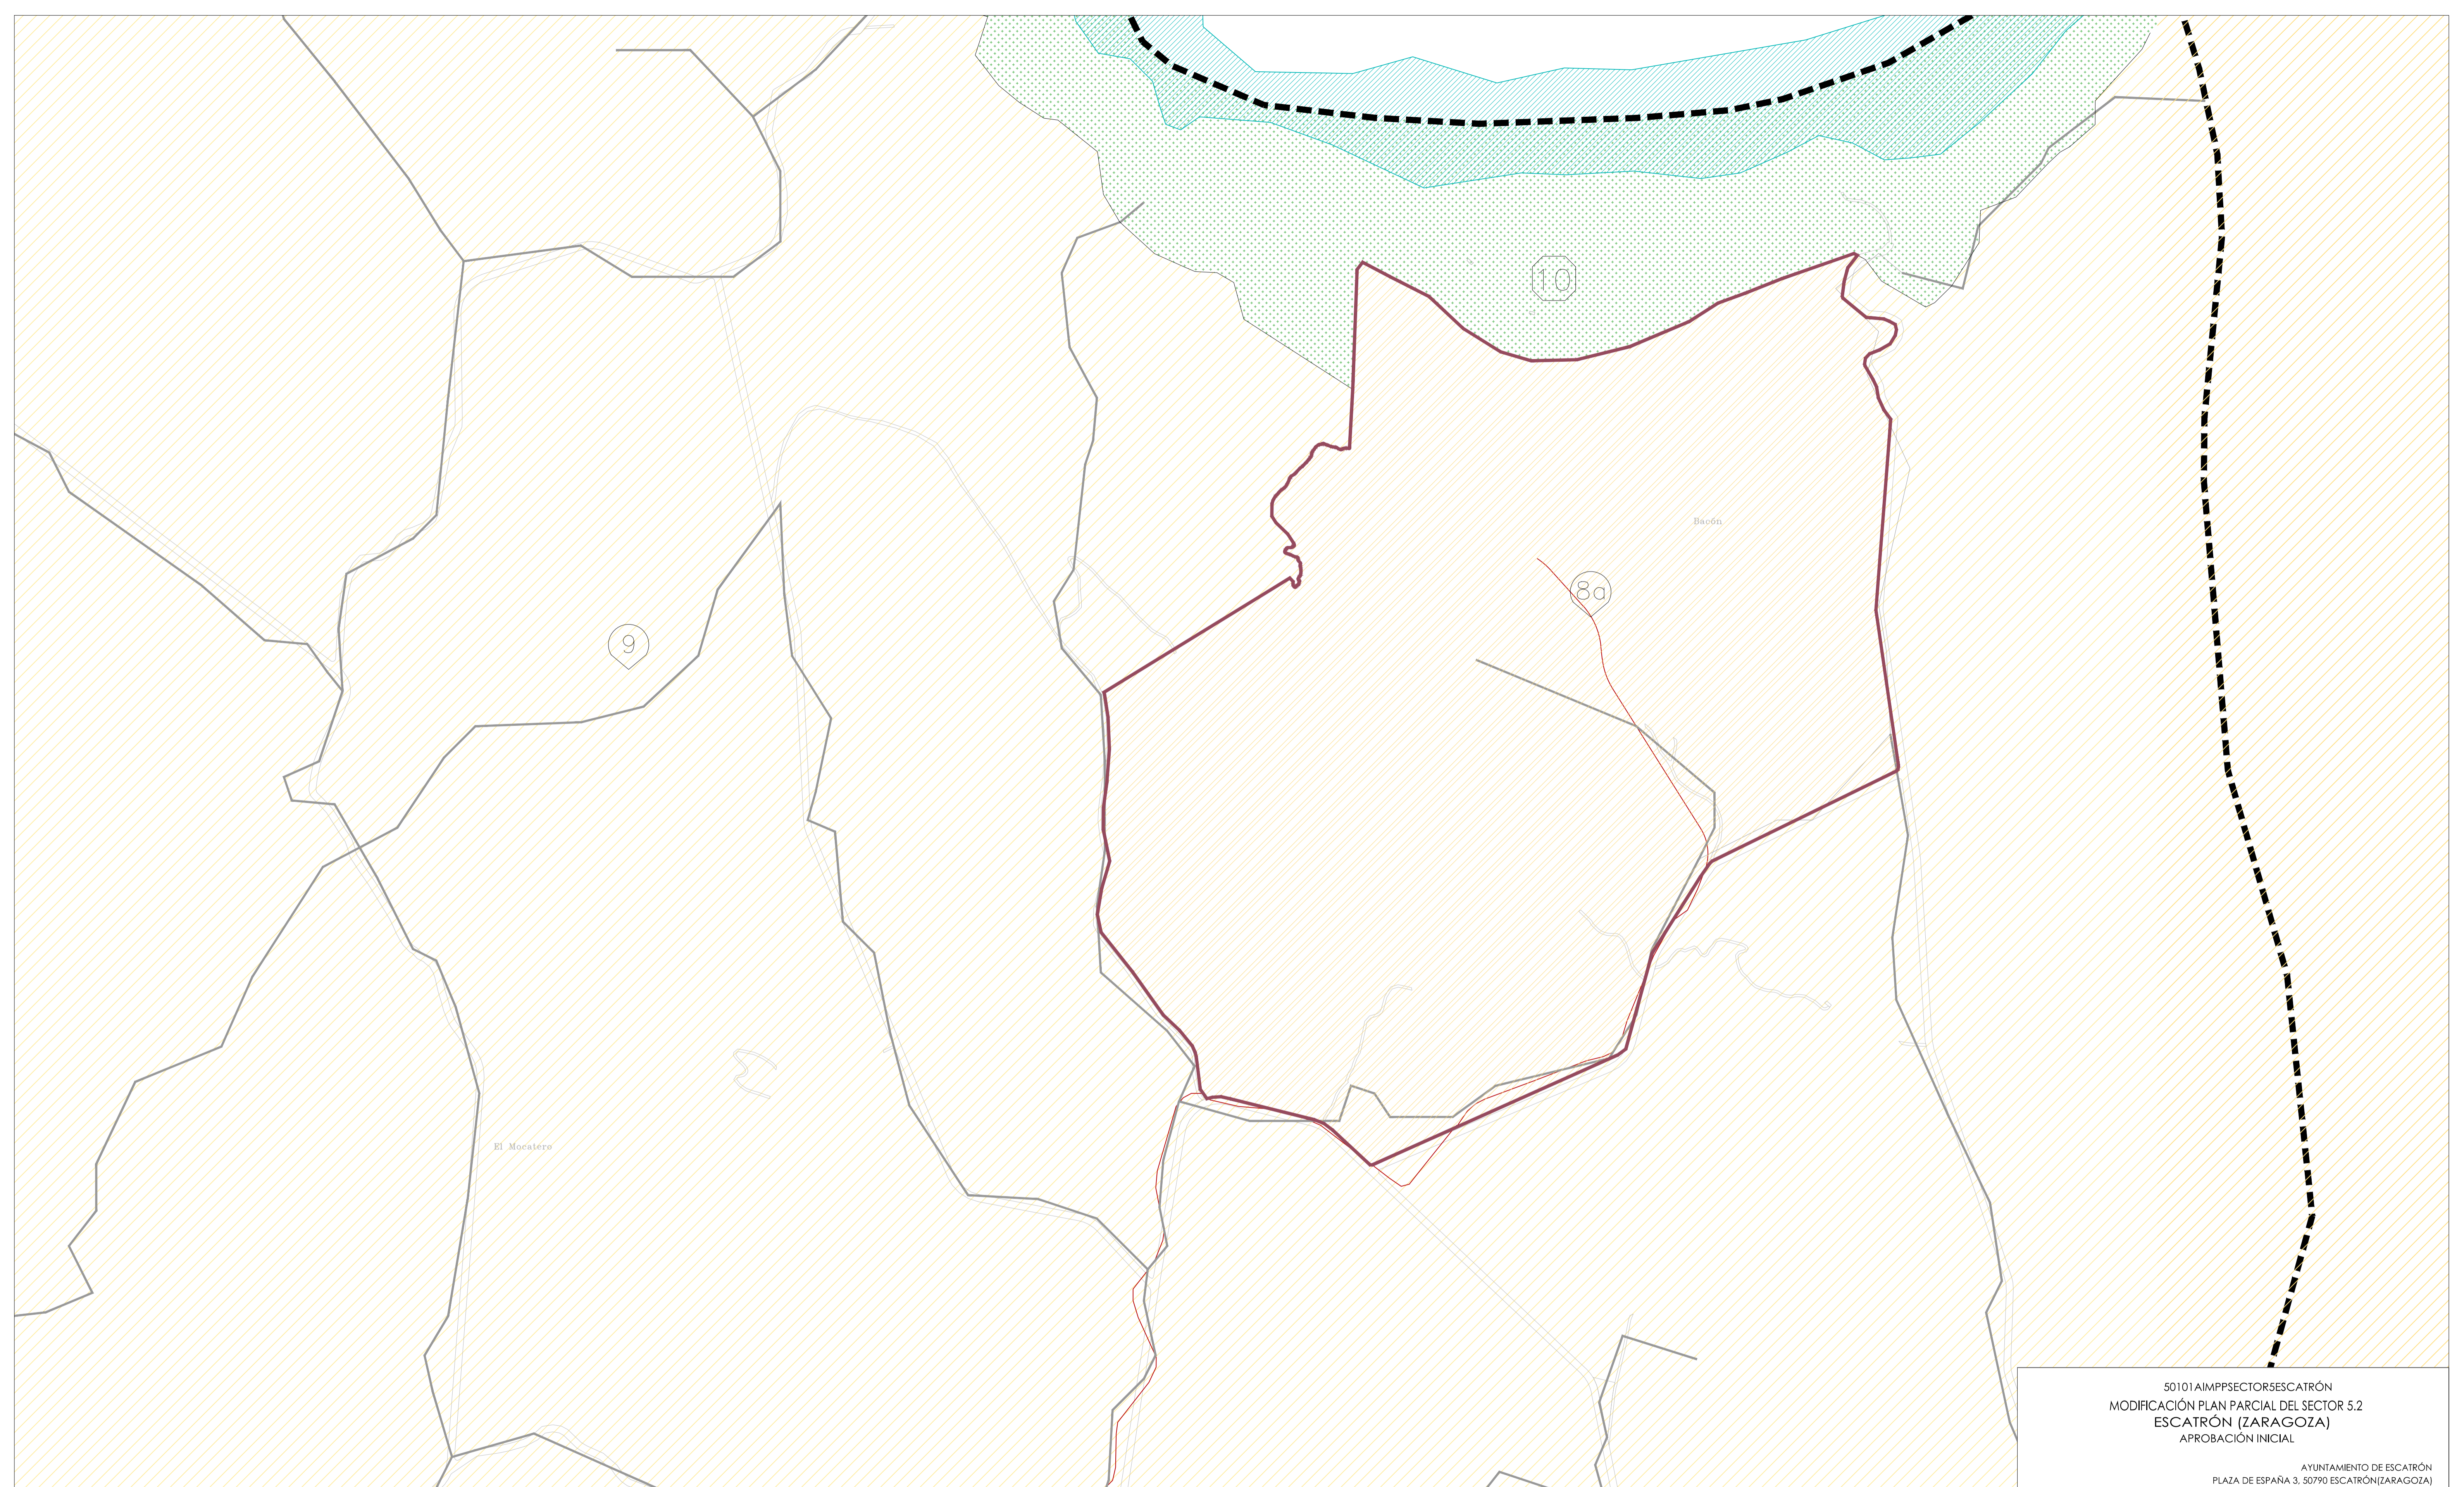 10
Bacón
8a
9
El Mocatero
50101AIMPPSECTOR5ESCATRÓN
MODIFICACIÓN PLAN PARCIAL DEL SECTOR 5.2
ESCATRÓN (ZARAGOZA)
APROBACIÓN INICIAL
AYUNTAMIENTO DE ESCATRÓN
PLAZA DE ESPAÑA 3, 50790 ESCATRÓN(ZARAGOZA)